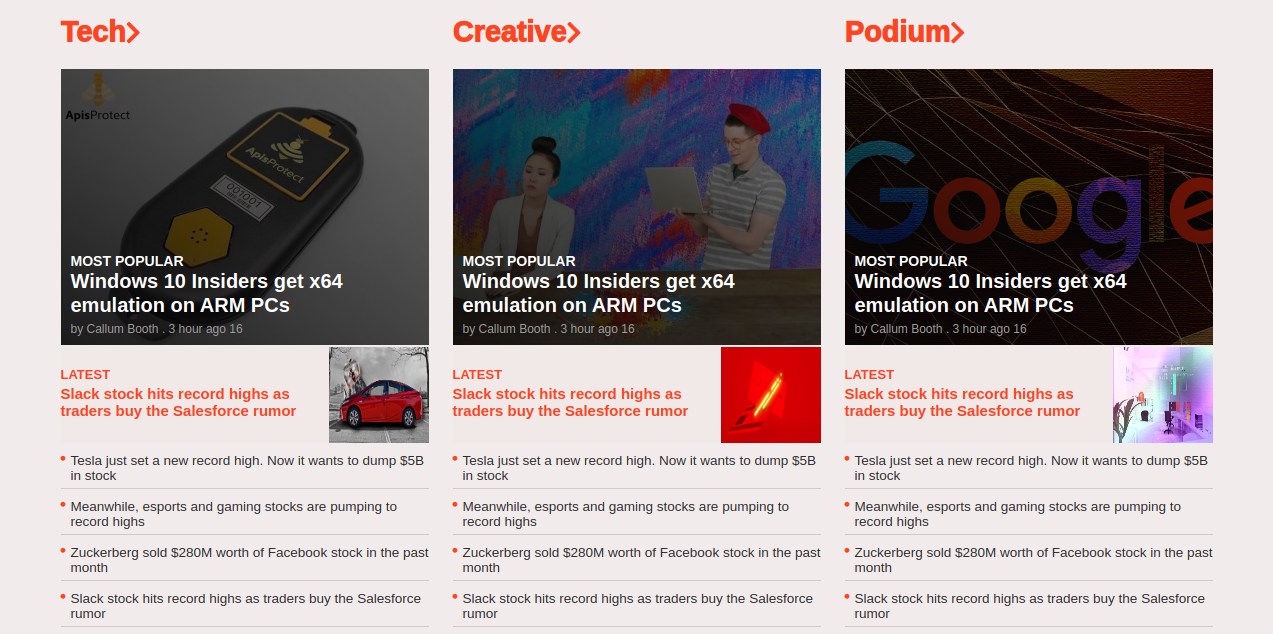 Tech
ApisProtect
ApisProtect
001001
MOST POPULAR
Windows 10 Insiders get x64
emulation on ARM PCs
by Callum Booth . 3 hour ago 16
LATEST
Slack stock hits record highs as
traders buy the Salesforce rumor
• Tesla just set a new record high. Now it wants to dump $5B
in stock
• Meanwhile, esports and gaming stocks are pumping to
record highs
• Zuckerberg sold $280M worth of Facebook stock in the past
month
• Slack stock hits record highs as traders buy the Salesforce
rumor
Creative
MOST POPULAR
Windows 10 Insiders get x64
emulation on ARM PCs
by Callum Booth . 3 hour ago 16
LATEST
Slack stock hits record highs as
traders buy the Salesforce rumor
• Tesla just set a new record high. Now it wants to dump $5B
in stock
• Meanwhile, esports and gaming stocks are pumping to
record highs
• Zuckerberg sold $280M worth of Facebook stock in the past
month
• Slack stock hits record highs as traders buy the Salesforce
rumor
Podium
Google
MOST POPULAR
Windows 10 Insiders get x64
emulation on ARM PCs
by Callum Booth . 3 hour ago 16
LATEST
Slack stock hits record highs as
traders buy the Salesforce rumor
• Tesla just set a new record high. Now it wants to dump $5B
in stock
• Meanwhile, esports and gaming stocks are pumping to
record highs
• Zuckerberg sold $280M worth of Facebook stock in the past
month
• Slack stock hits record highs as traders buy the Salesforce
rumor